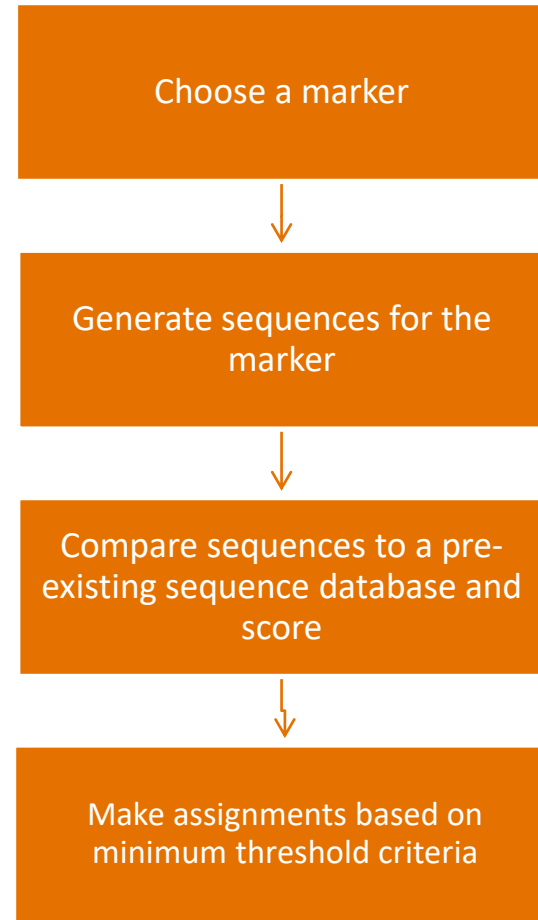 Choose a marker
Generate sequences for the
marker
Compare sequences to a pre-
existing sequence database and
score
Make assignments based on
minimum threshold criteria